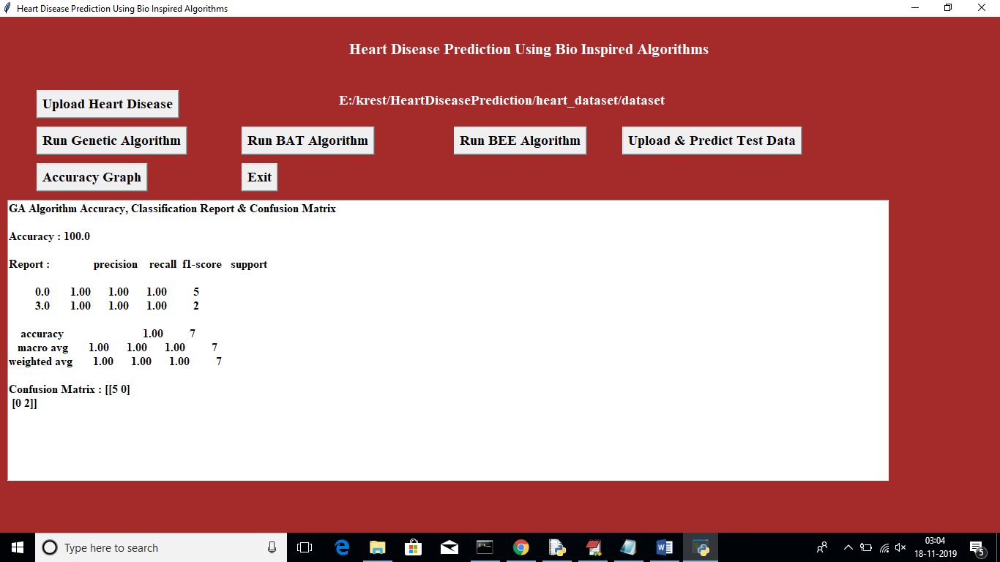 Heart Disease Prediction Using Bio Inspired Algorithms
Heart Disease Prediction Using Bio Inspired Algorithms
Upload Heart Disease
E:/krest/HeartDiseasePrediction/heart_dataset/dataset
Run Genetic Algorithm
Run BAT Algorithm
Run BEE Algorithm
Upload & Predict Test Data
Accuracy Graph
Exit
GA Algorithm Accuracy, Classification Report & Confusion Matrix
Accuracy : 100.0
Report : precision recall f1-score support
0.0 1.00 1.00 1.00 5
3.0 1.00 1.00 1.00 2
accuracy 1.00 7
macro avg 1.00 1.00 1.00 7
weighted avg 1.00 1.00 1.00 7
Confusion Matrix : [[5 0]
[0 2]]
Type here to search
03:04
18-11-2019
5